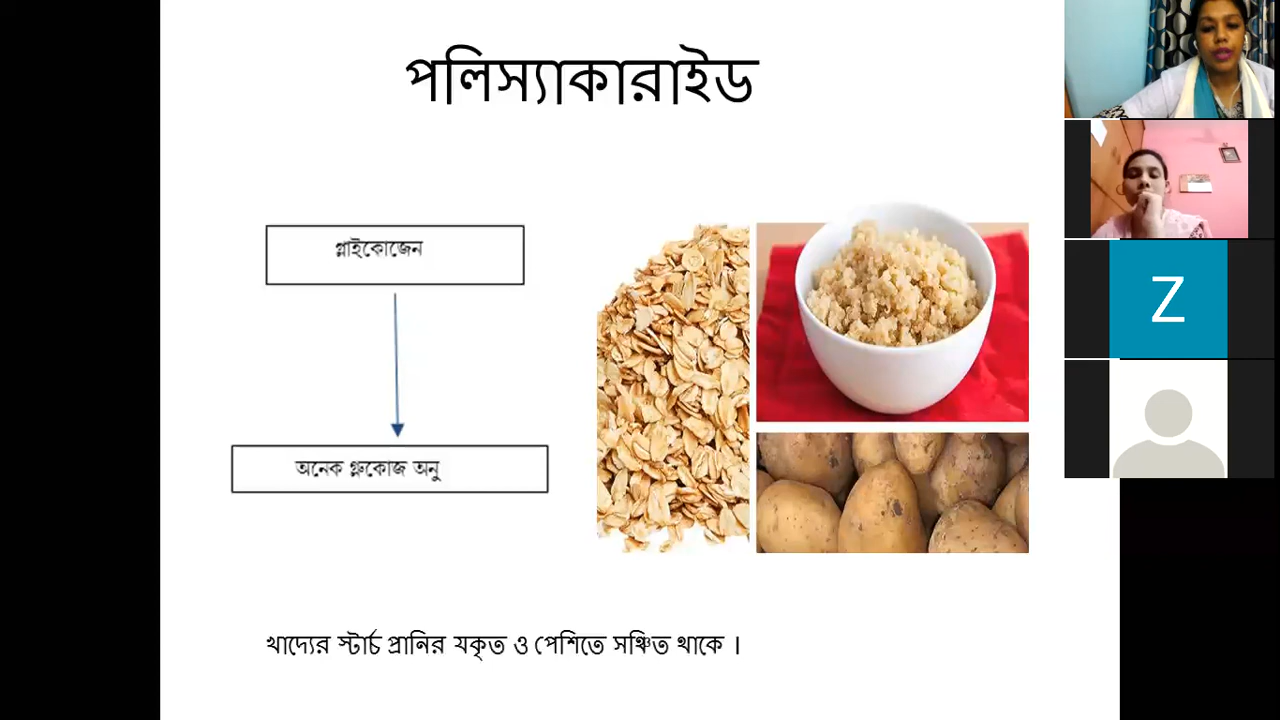 পলিস্যাকারাইড
গ্লাইকোজেন
অনেক গ্লুকোজ অনু
খাদ্যের স্টার্চ প্রানির যকৃত ও পেশিতে সঞ্চিত থাকে ।
Z